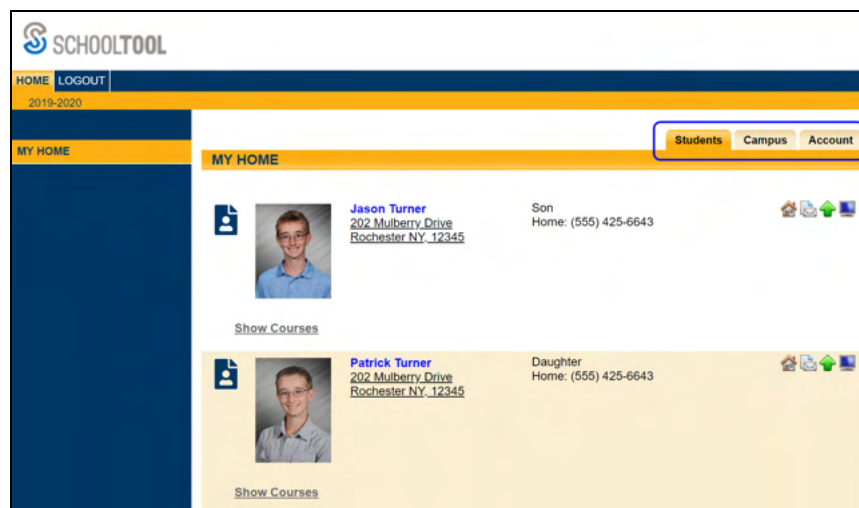 SCHOOLTOOL
HOME LOGOUT
2019-2020
Students Campus Account
MY HOME
MY HOME
Jason Turner
202 Mulberry Drive
Rochester NY, 12345
Son
Home: (555) 425-6643
Show Courses
Patrick Turner
202 Mulberry Drive
Rochester NY, 12345
Daughter
Home: (555) 425-6643
Show Courses